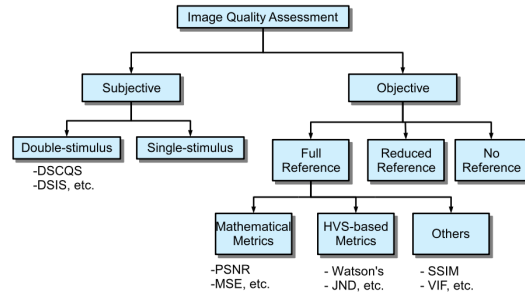 Image Quality Assessment
Subjective
Objective
Double-stimulus
Single-stimulus
-DSCQS
-DSIS, etc.
Full
Reference
Reduced
Reference
No
Reference
Mathematical
Metrics
HVS-based
Metrics
Others
-PSNR
-MSE, etc.
- Watson's
- JND, etc.
- SSIM
- VIF, etc.